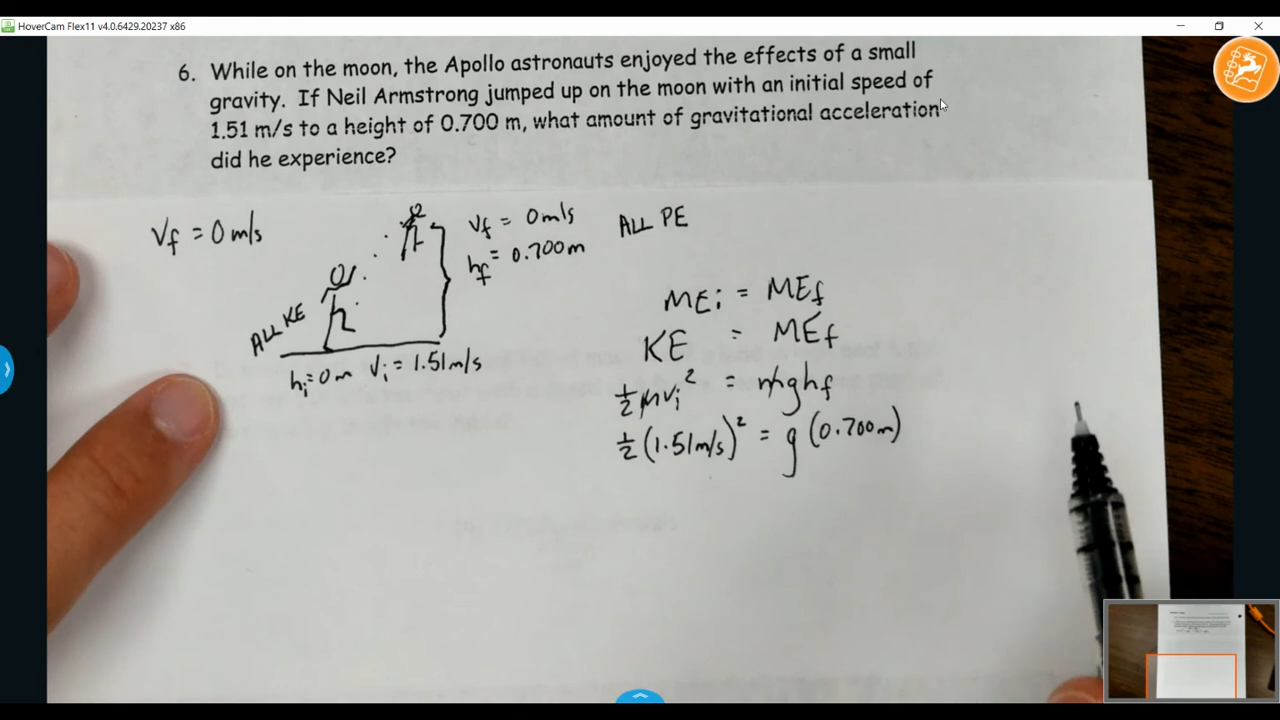 HoverCam Flex11 v4.0.6429.20237 x86
6. While on the moon, the Apollo astronauts enjoyed the effects of a small
gravity. If Neil Armstrong jumped up on the moon with an initial speed of
1.51 m/s to a height of 0.700 m, what amount of gravitational acceleration
did he experience?
Vf = 0 m/s
Vf = 0 m/s
hf = 0.700 m
ALL PE
ALL KE
hi = 0 m Vi = 1.51 m/s
MEi = MEf
KE = MEf
½ mvi² = mghf
½ (1.51 m/s)² = g (0.700 m)